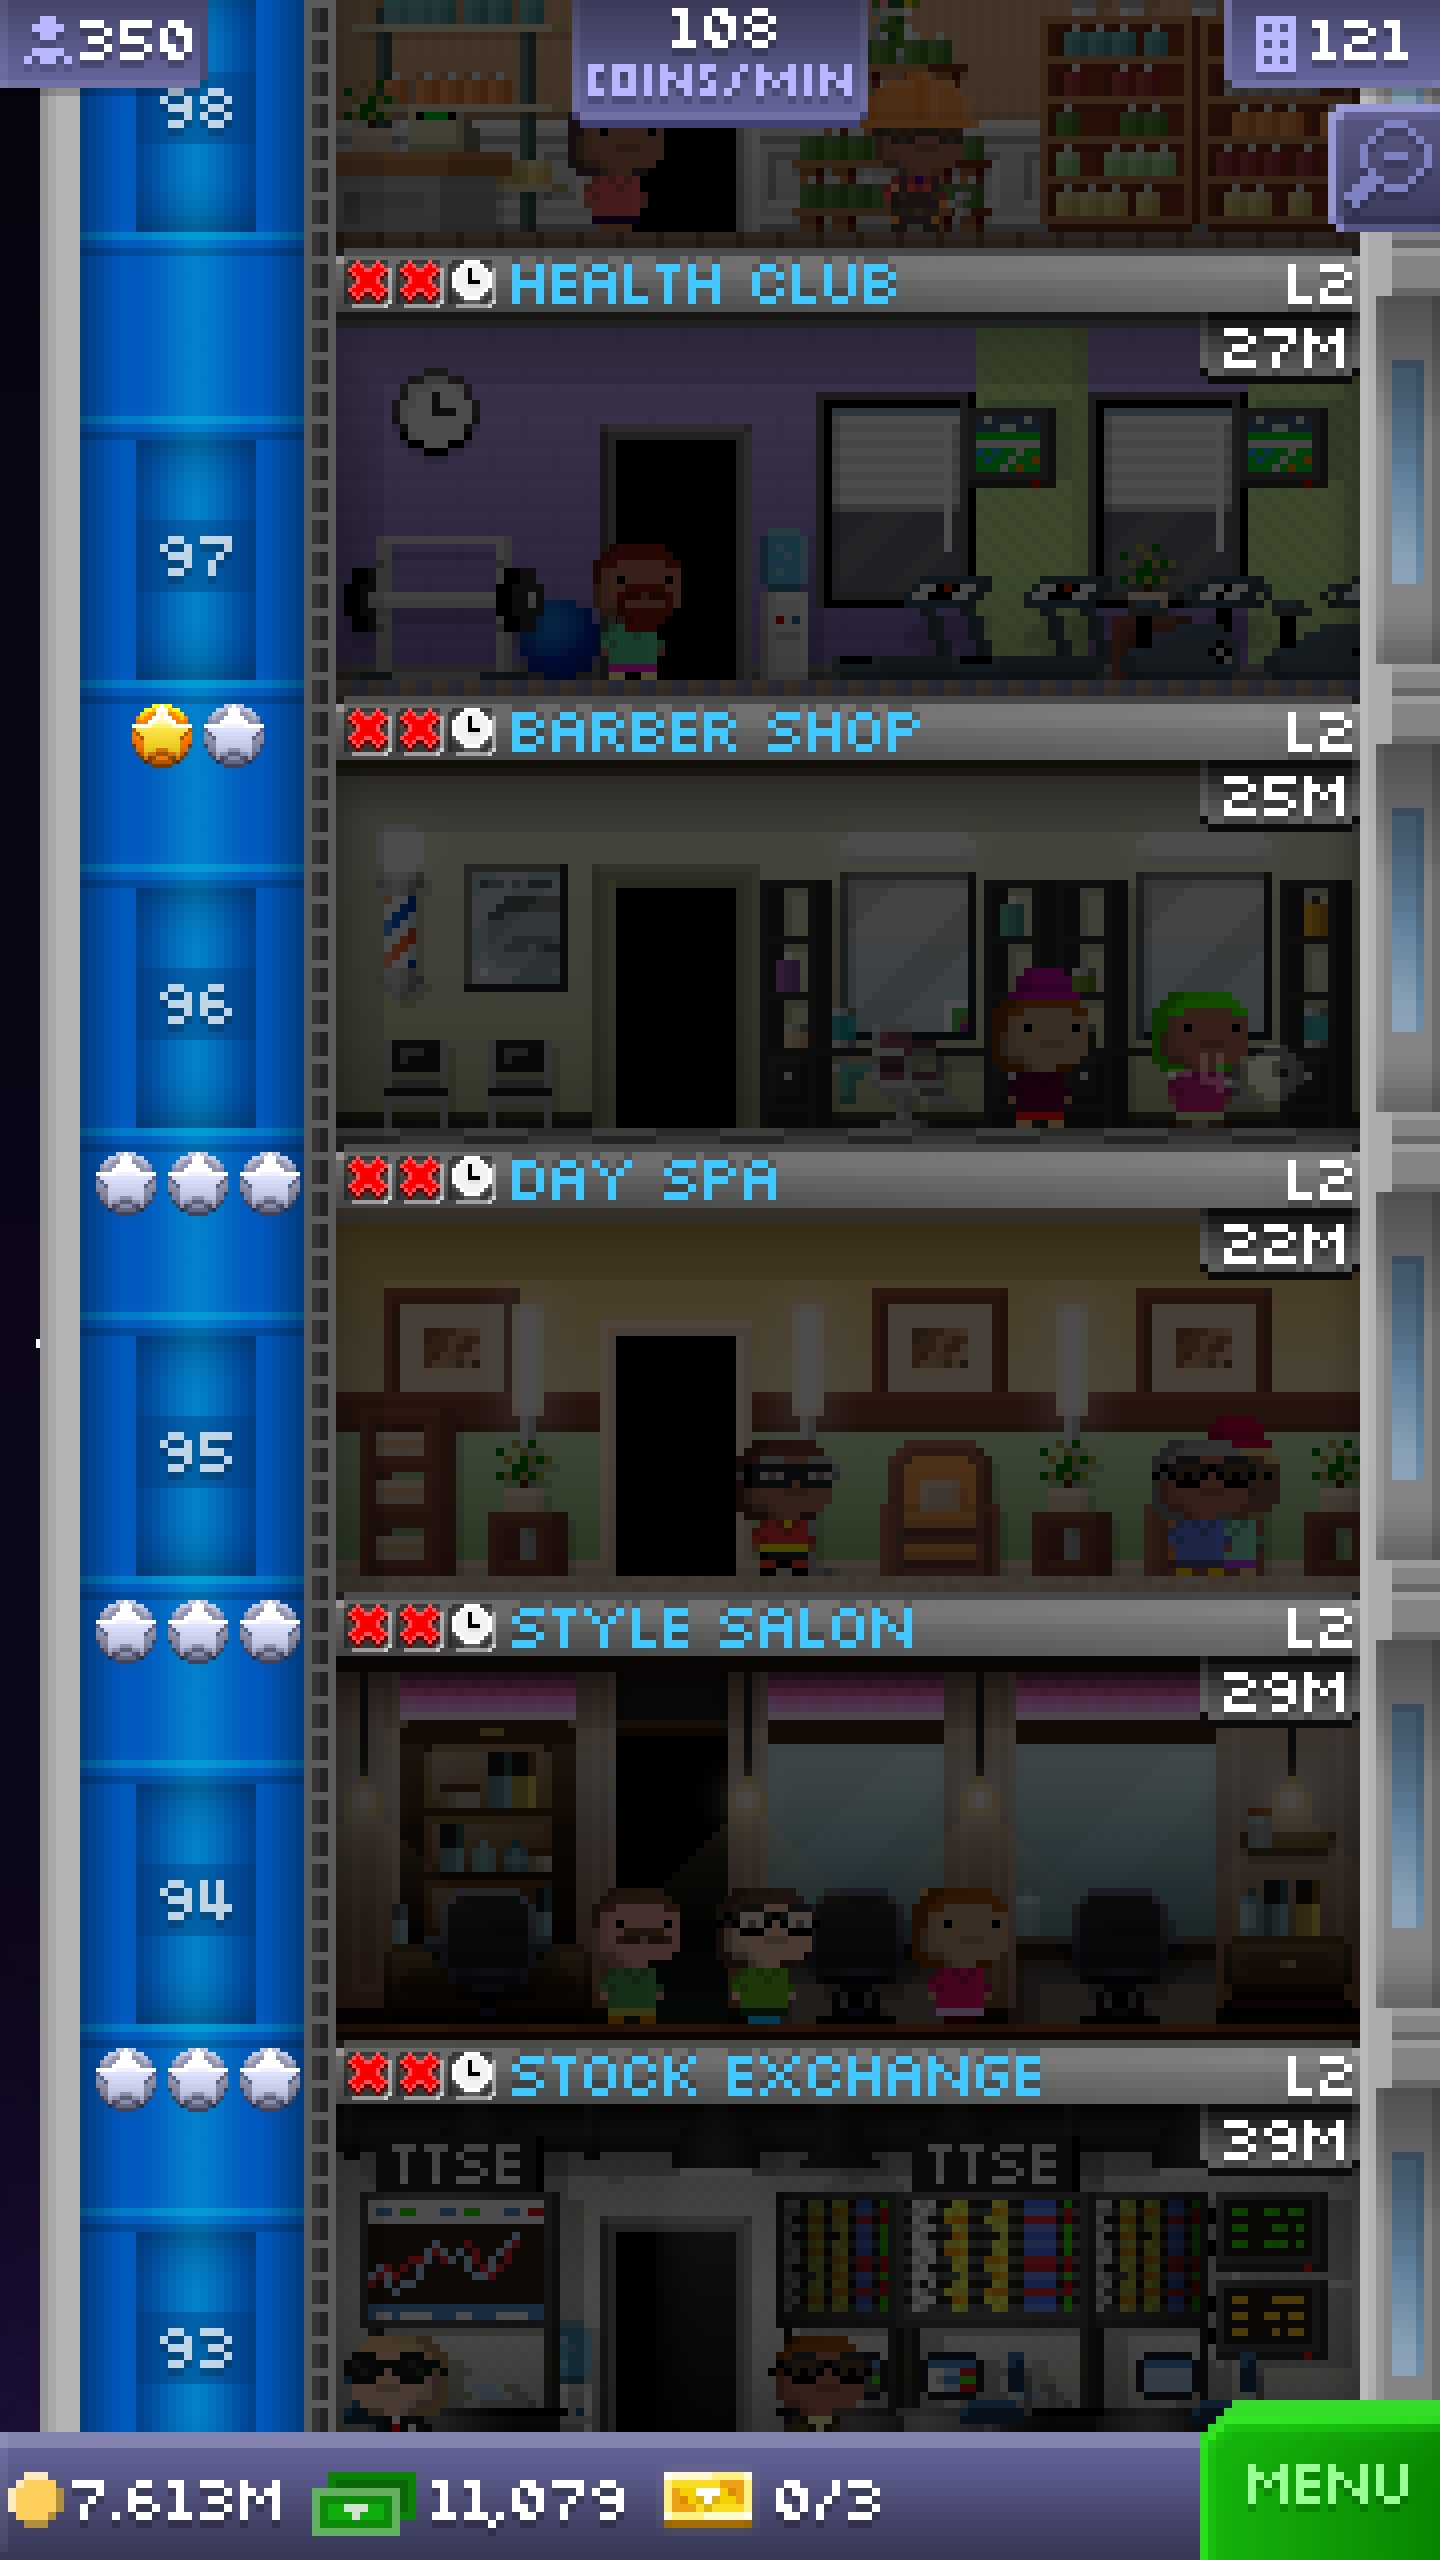 350
108
COINS/MIN
121
98
HEALTH CLUB L2
27M
97
BARBER SHOP L2
25M
96
DAY SPA L2
22M
95
STYLE SALON L2
29M
94
STOCK EXCHANGE L2
39M
TTSE TTSE
93
7.613M 11,079 0/3 MENU